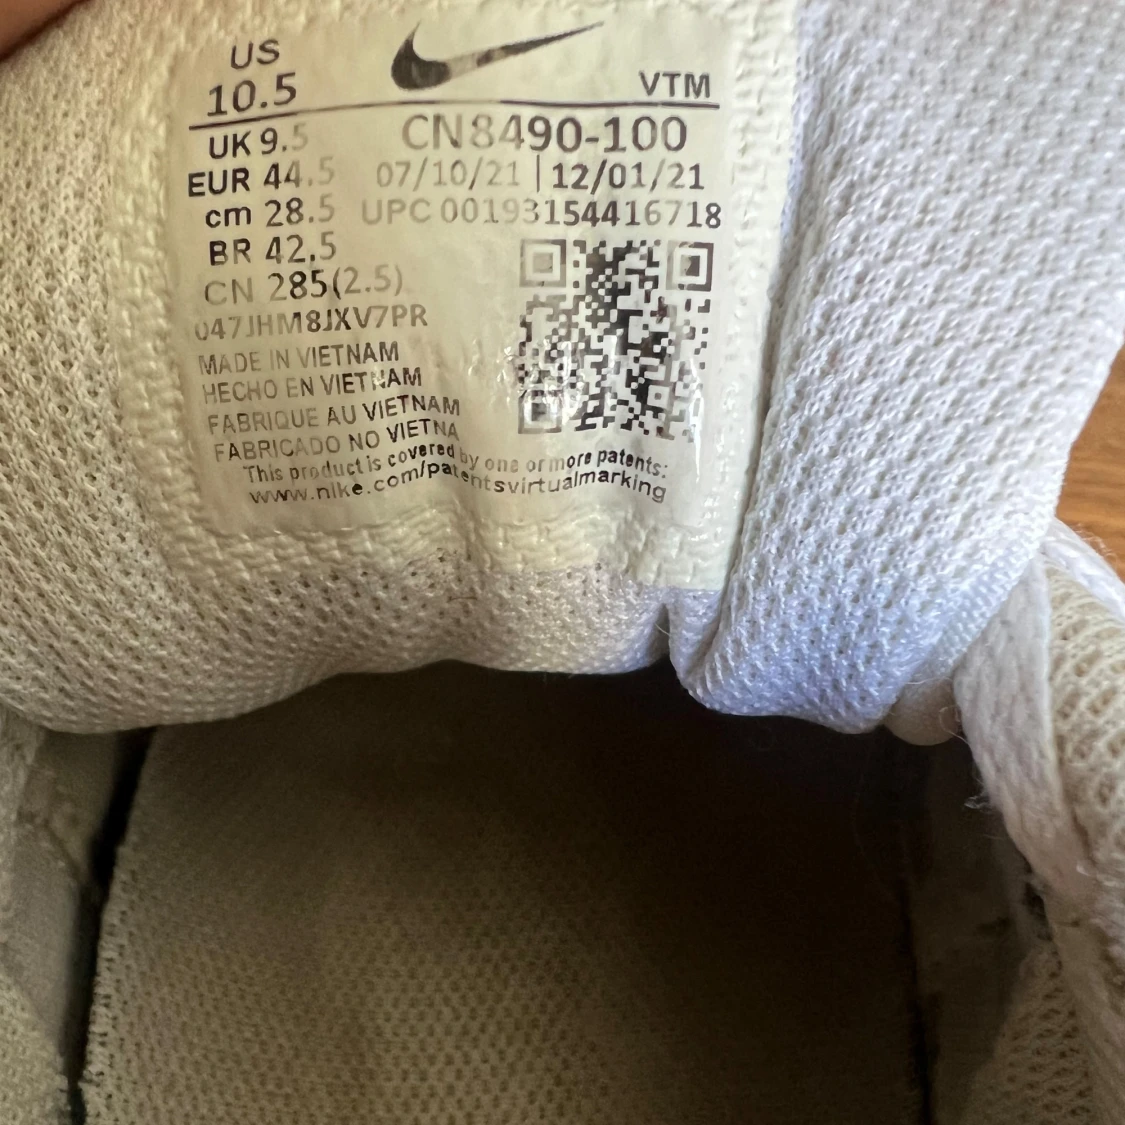 US
10.5
VTM
UK 9.5
CN8490-100
EUR 44.5
07/10/21 | 12/01/21
cm 28.5
UPC 00193154416718
BR 42.5
CN 285(2.5)
047JHM8JXV7PR
MADE IN VIETNAM
HECHO EN VIETNAM
FABRIQUE AU VIETNAM
FABRICADO NO VIETNA
This product is covered by one or more patents:
www.nike.com/patentsvirtualmarking